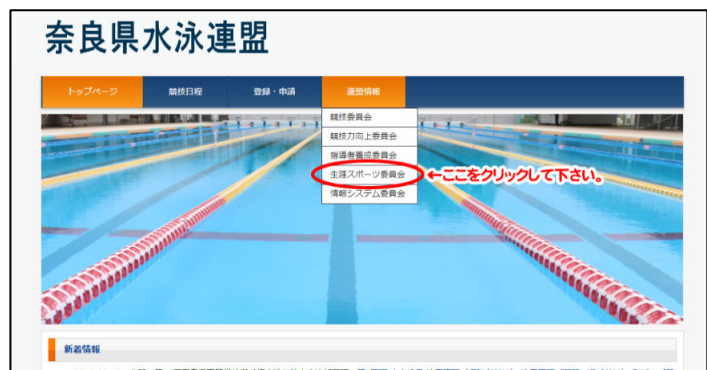 奈良県水泳連盟
トップページ 競技日程 登録・申請 連盟情報
競技委員会
競技力向上委員会
指導者養成委員会
生涯スポーツ委員会 ←ここをクリックして下さい。
情報システム委員会
新着情報